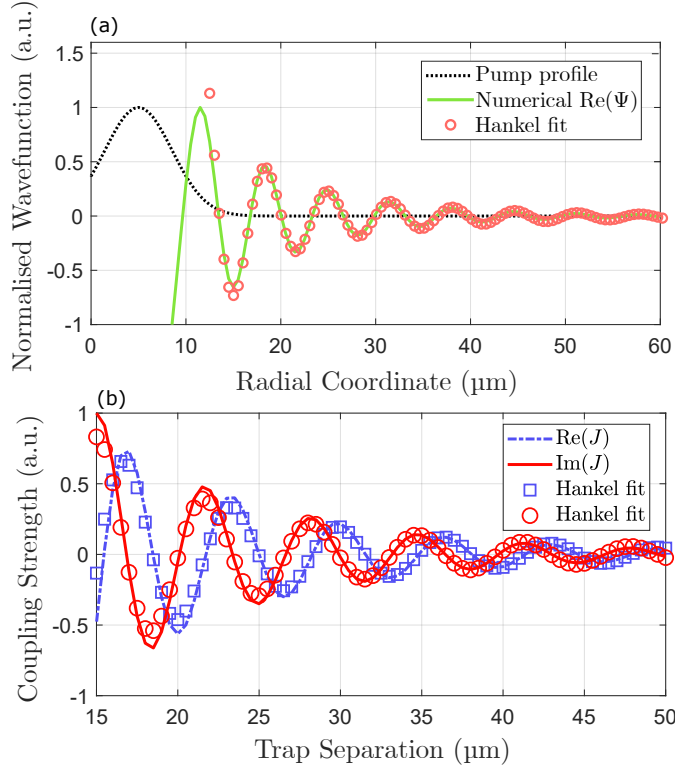 (a)
Normalised Wavefunction (a.u.)
1.5
1
0.5
0
-0.5
-1
Pump profile
Numerical Re(Ψ)
Hankel fit
0 10 20 30 40 50 60
Radial Coordinate (µm)
(b)
Coupling Strength (a.u.)
1
0.5
0
-0.5
-1
Re(J)
Im(J)
Hankel fit
Hankel fit
15 20 25 30 35 40 45 50
Trap Separation (µm)